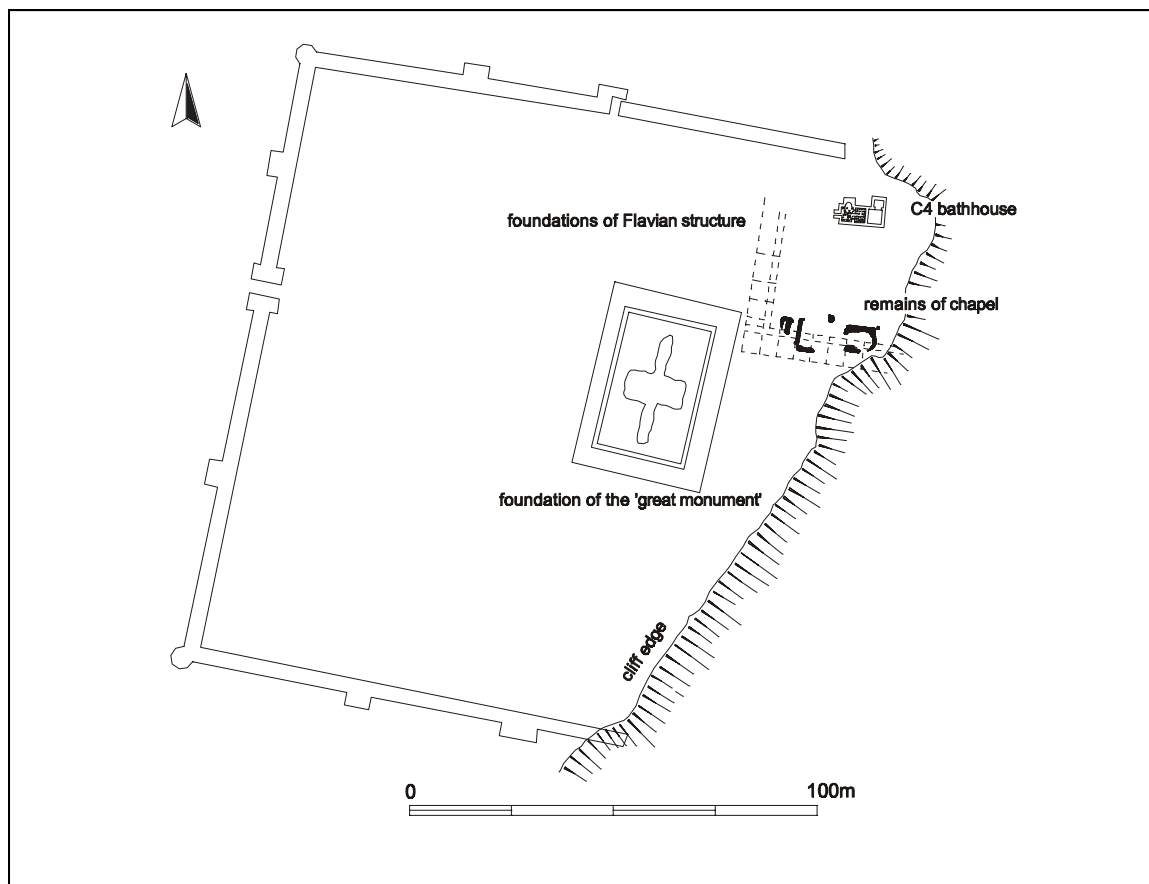 C4 bathhouse
foundations of Flavian structure
remains of chapel
foundation of the 'great monument'
cliff edge
0
100m